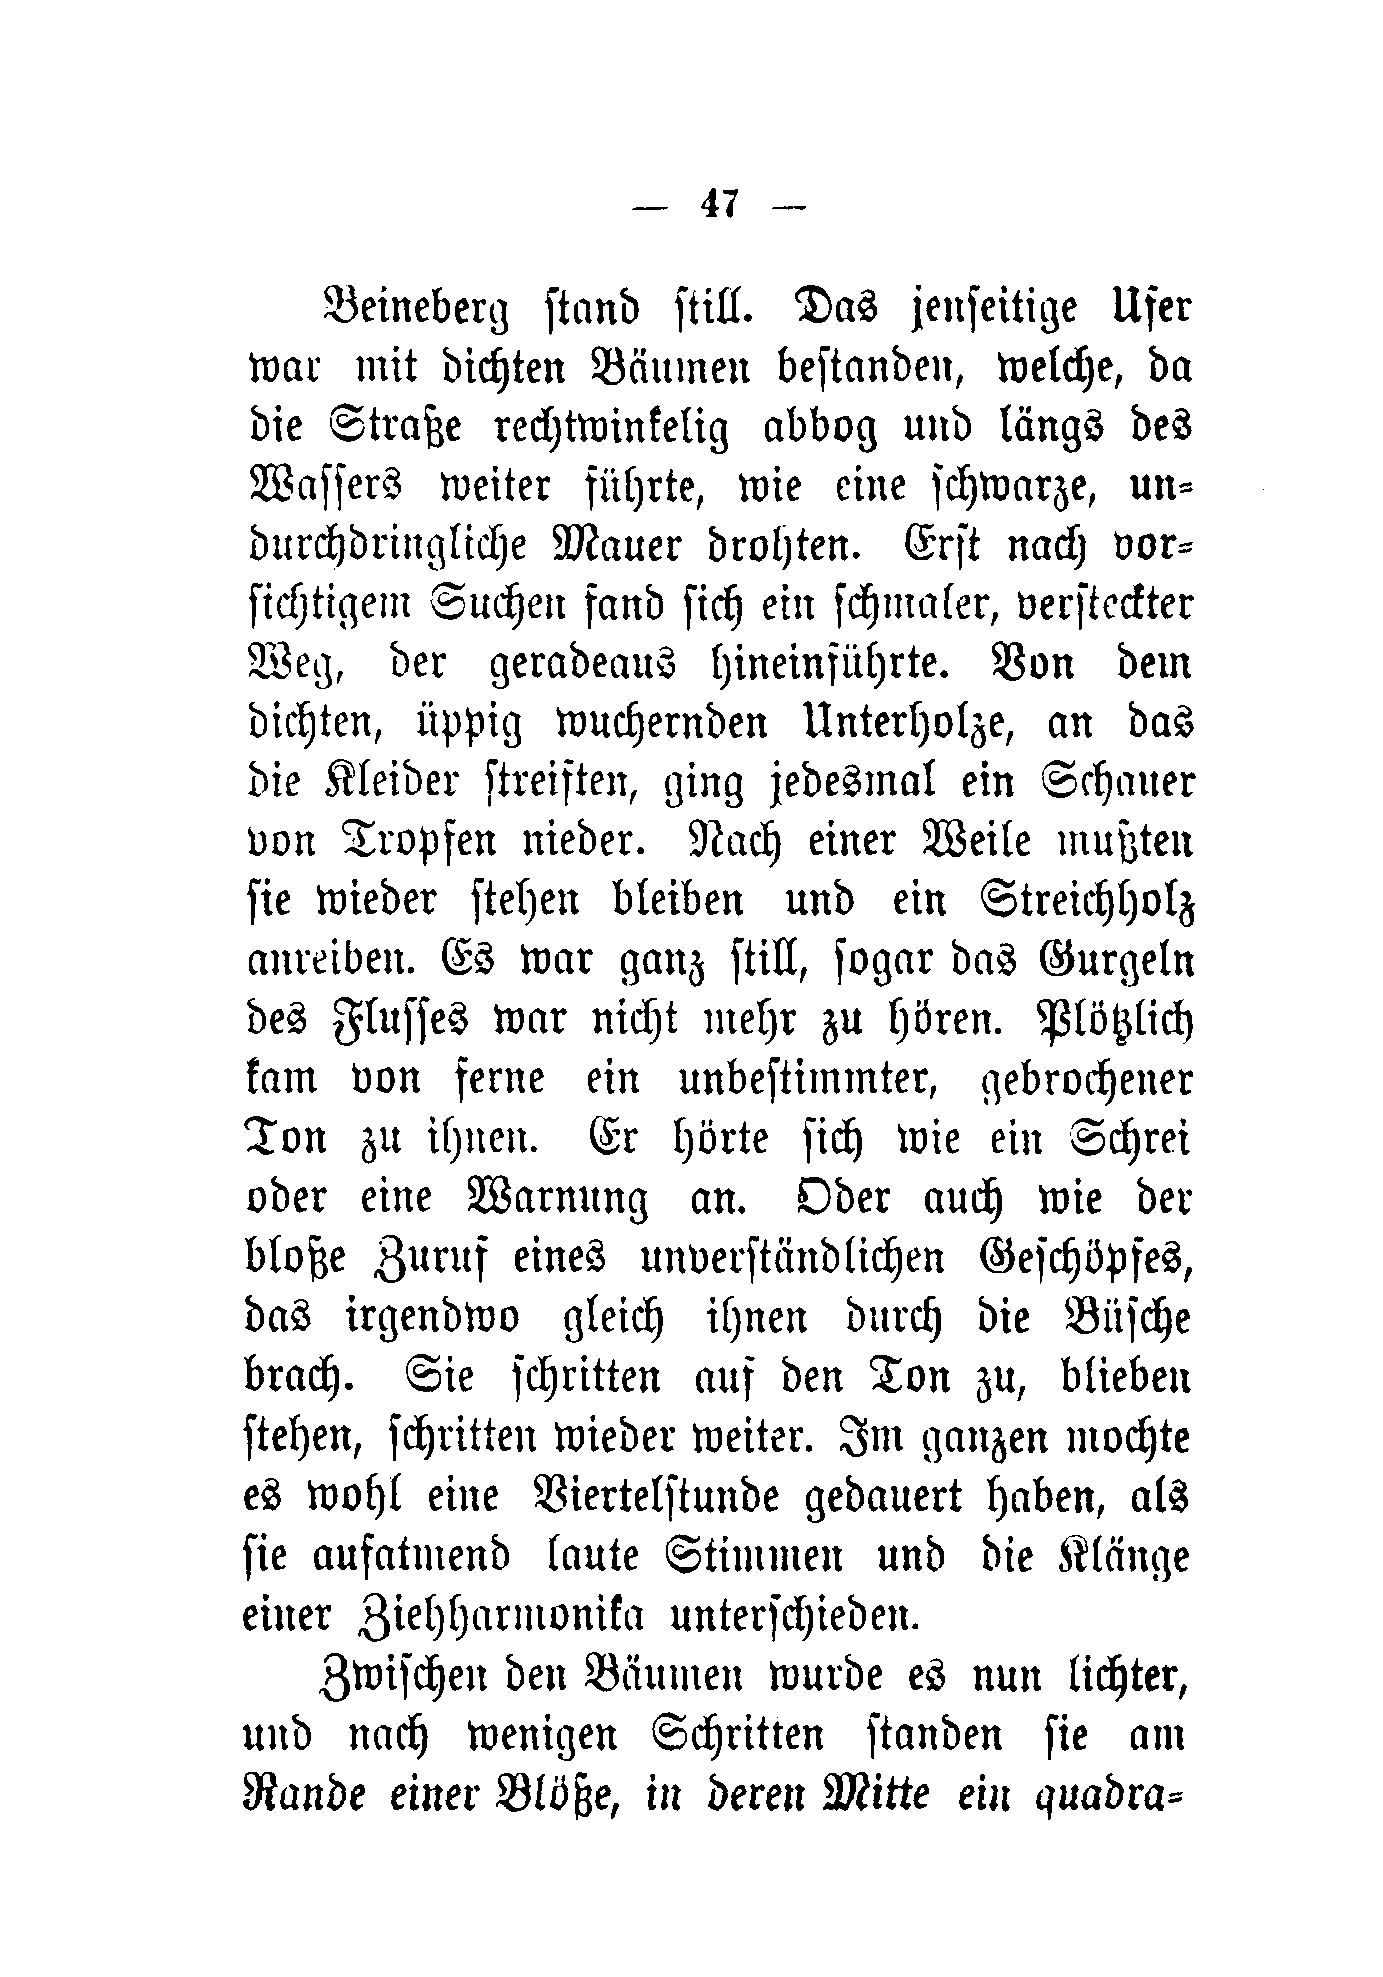 — 47 —
Beineberg stand still. Das jenseitige Ufer
war mit dichten Bäumen bestanden, welche, da
die Straße rechtwinkelig abbog und längs des
Wassers weiter führte, wie eine schwarze, un-
durchdringliche Mauer drohten. Erst nach vor-
sichtigem Suchen fand sich ein schmaler, versteckter
Weg, der geradeaus hineinführte. Von dem
dichten, üppig wuchernden Unterholze, an das
die Kleider streiften, ging jedesmal ein Schauer
von Tropfen nieder. Nach einer Weile mußten
sie wieder stehen bleiben und ein Streichholz
anreiben. Es war ganz still, sogar das Gurgeln
des Flusses war nicht mehr zu hören. Plötzlich
kam von ferne ein unbestimmter, gebrochener
Ton zu ihnen. Er hörte sich wie ein Schrei
oder eine Warnung an. Oder auch wie der
bloße Zuruf eines unverständlichen Geschöpfes,
das irgendwo gleich ihnen durch die Büsche
brach. Sie schritten auf den Ton zu, blieben
stehen, schritten wieder weiter. Im ganzen mochte
es wohl eine Viertelstunde gedauert haben, als
sie aufatmend laute Stimmen und die Klänge
einer Ziehharmonika unterschieden.
Zwischen den Bäumen wurde es nun lichter,
und nach wenigen Schritten standen sie am
Rande einer Blöße, in deren Mitte ein quadra-